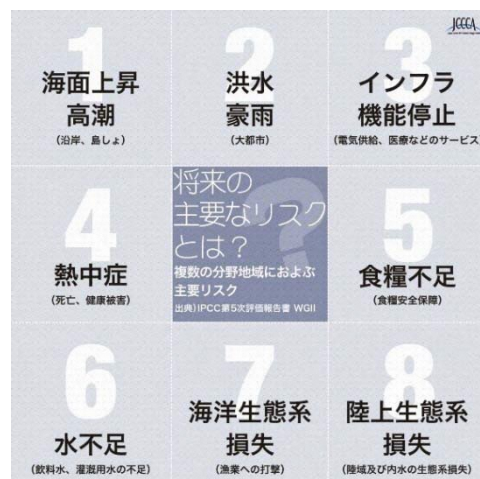 JCCCA
1
海面上昇
高潮
(沿岸、島しょ)
2
洪水
豪雨
(大都市)
3
インフラ
機能停止
(電気供給、医療などのサービス)
4
熱中症
(死亡、健康被害)
?
将来の
主要なリスク
とは?
複数の分野地域におよぶ
主要リスク
出典)IPCC第5次評価報告書 WGII
5
食糧不足
(食糧安全保障)
6
水不足
(飲料水、灌漑用水の不足)
7
海洋生態系
損失
(漁業への打撃)
8
陸上生態系
損失
(陸域及び内水の生態系損失)